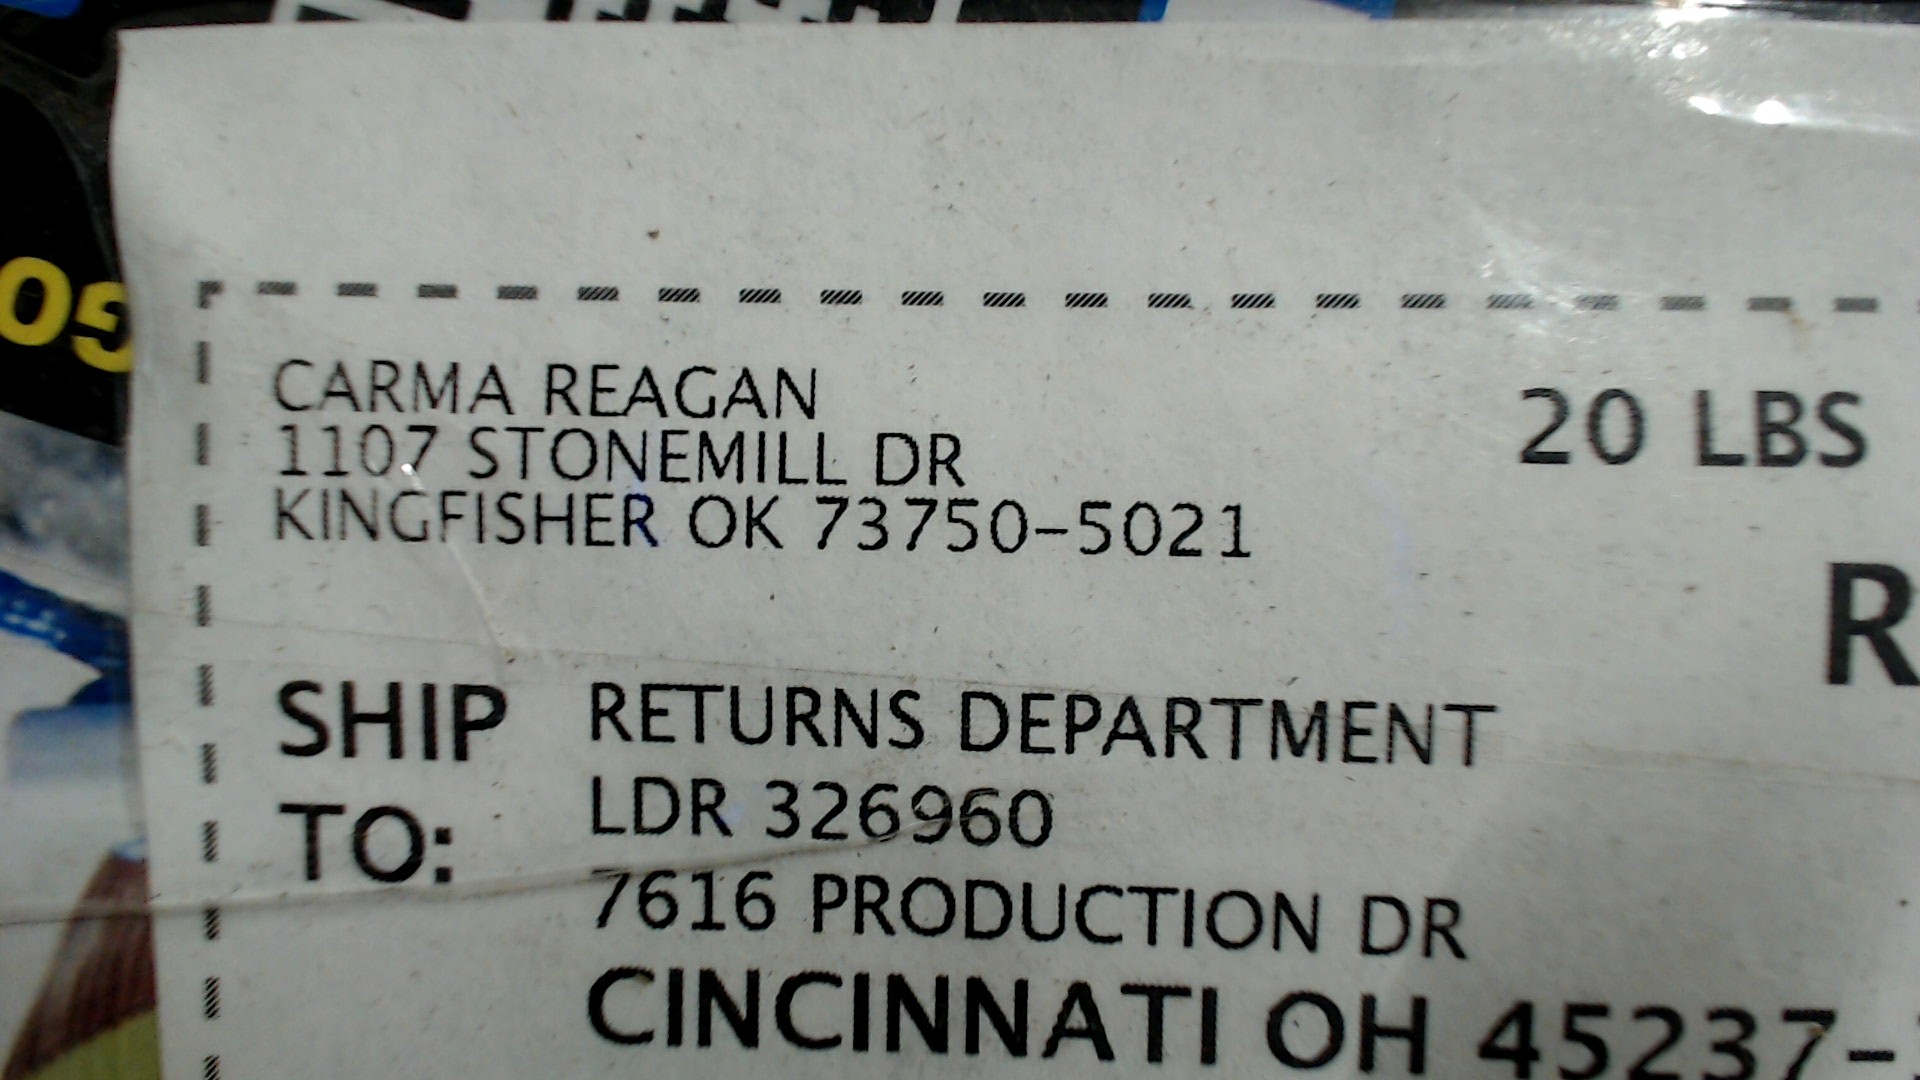 CARMA REAGAN
1107 STONEMILL DR
KINGFISHER OK 73750-5021
20 LBS
SHIP TO:
RETURNS DEPARTMENT
LDR 326960
7616 PRODUCTION DR
CINCINNATI OH 45237-